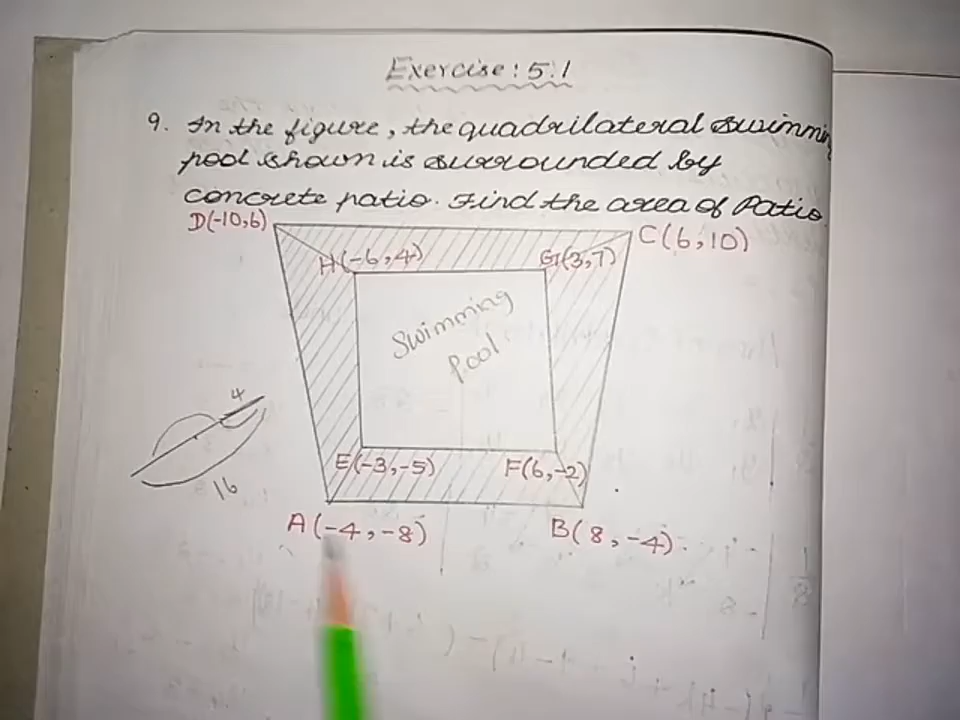 Exercise: 5.1
9. In the figure, the quadrilateral swimming
pool shown is surrounded by
concrete patio. Find the area of Patio
D(-10,6)
C(6,10)
H(-6,4)
G(3,7)
Swimming
Pool
4
16
E(-3,-5)
F(6,-2)
A(-4,-8)
B(8,-4)